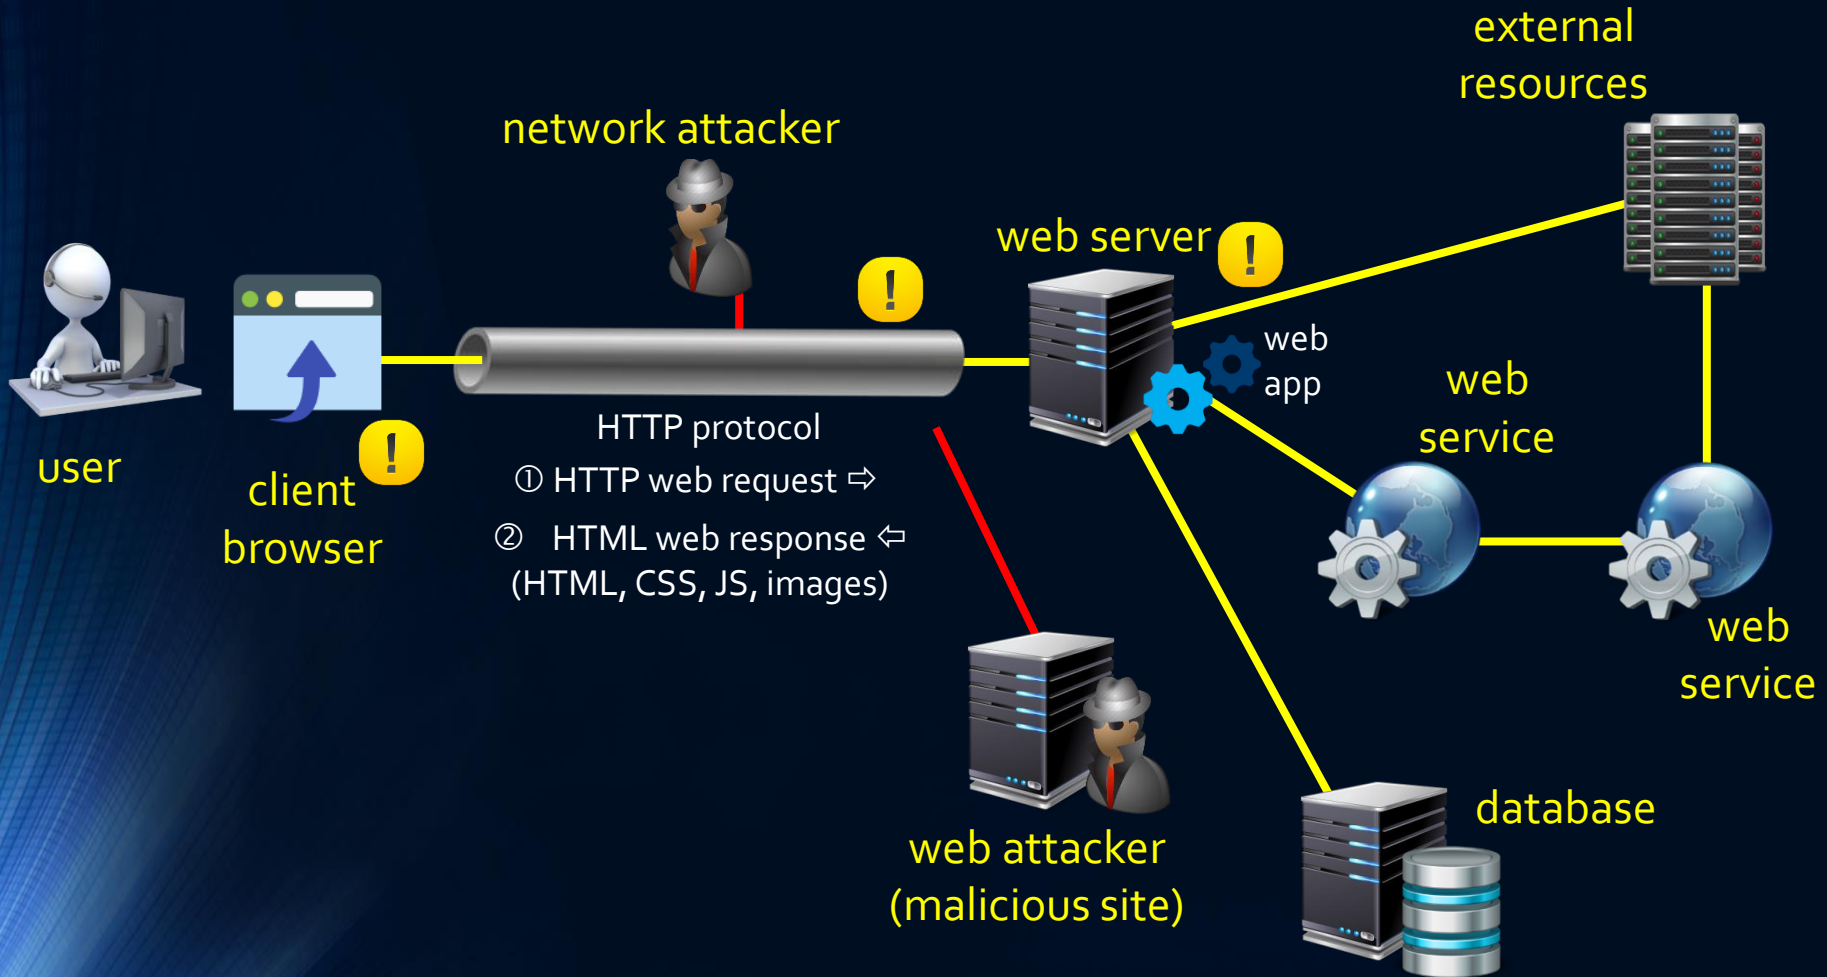 external
resources
network attacker
web server
!
!
web
app
web
service
user
client
browser
!
HTTP protocol
① HTTP web request ⇨
② HTML web response ⇦
(HTML, CSS, JS, images)
web
service
web attacker
(malicious site)
database